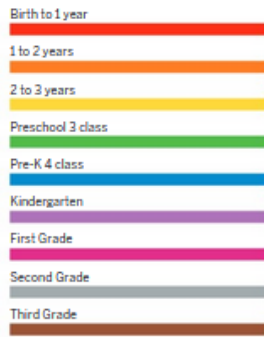 Birth to 1 year
1 to 2 years
2 to 3 years
Preschool 3 class
Pre-K 4 class
Kindergarten
First Grade
Second Grade
Third Grade